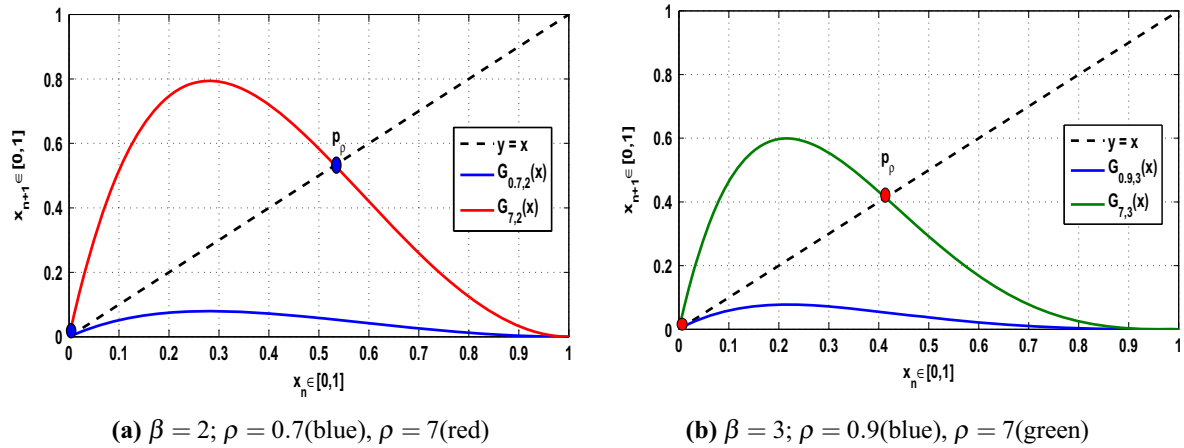 1
0.8
0.6
0.4
0.2
0
0 0.1 0.2 0.3 0.4 0.5 0.6 0.7 0.8 0.9 1
x_{n+1} ∈ [0,1]
x_n ∈ [0,1]
p_ρ
y = x
G_{0.7,2}(x)
G_{7,2}(x)
(a) β = 2; ρ = 0.7(blue), ρ = 7(red)
1
0.8
0.6
0.4
0.2
0
0 0.1 0.2 0.3 0.4 0.5 0.6 0.7 0.8 0.9 1
x_{n+1} ∈ [0,1]
x_n ∈ [0,1]
p_ρ
y = x
G_{0.9,3}(x)
G_{7,3}(x)
(b) β = 3; ρ = 0.9(blue), ρ = 7(green)